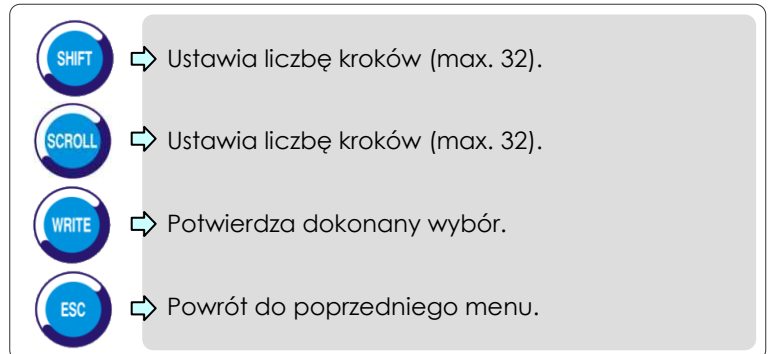 SHIFT Ustawia liczbę kroków (max. 32).
SCROLL Ustawia liczbę kroków (max. 32).
WRITE Potwierdza dokonany wybór.
ESC Powrót do poprzedniego menu.